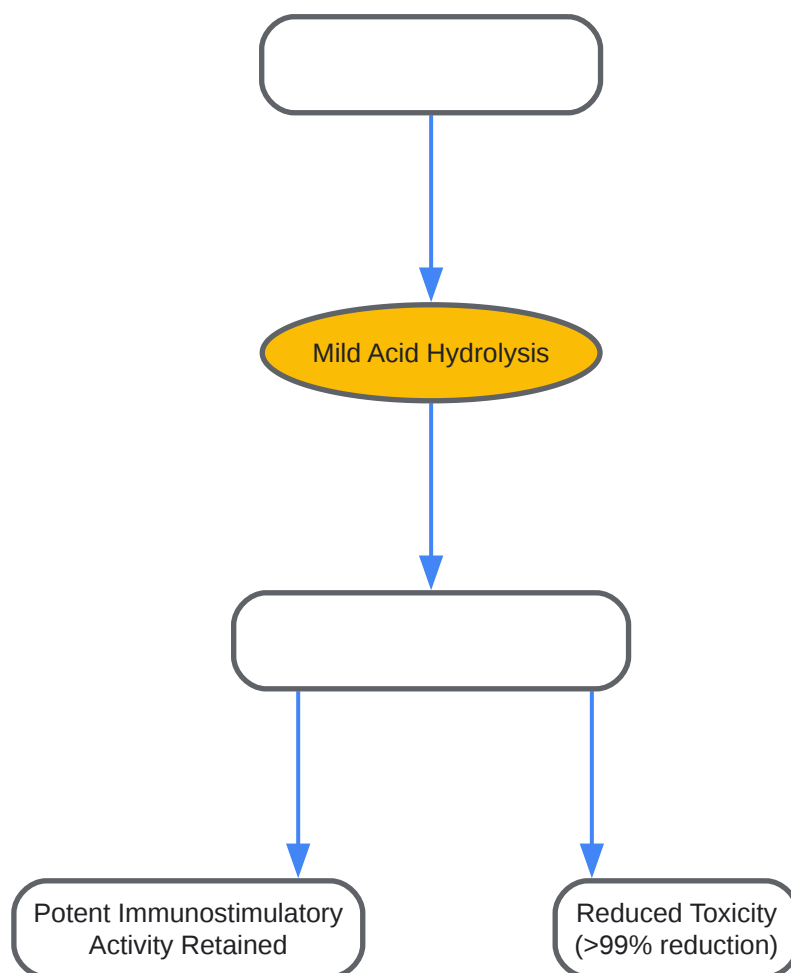 Mild Acid Hydrolysis
Potent Immunostimulatory
Activity Retained
Reduced Toxicity
(>99% reduction)